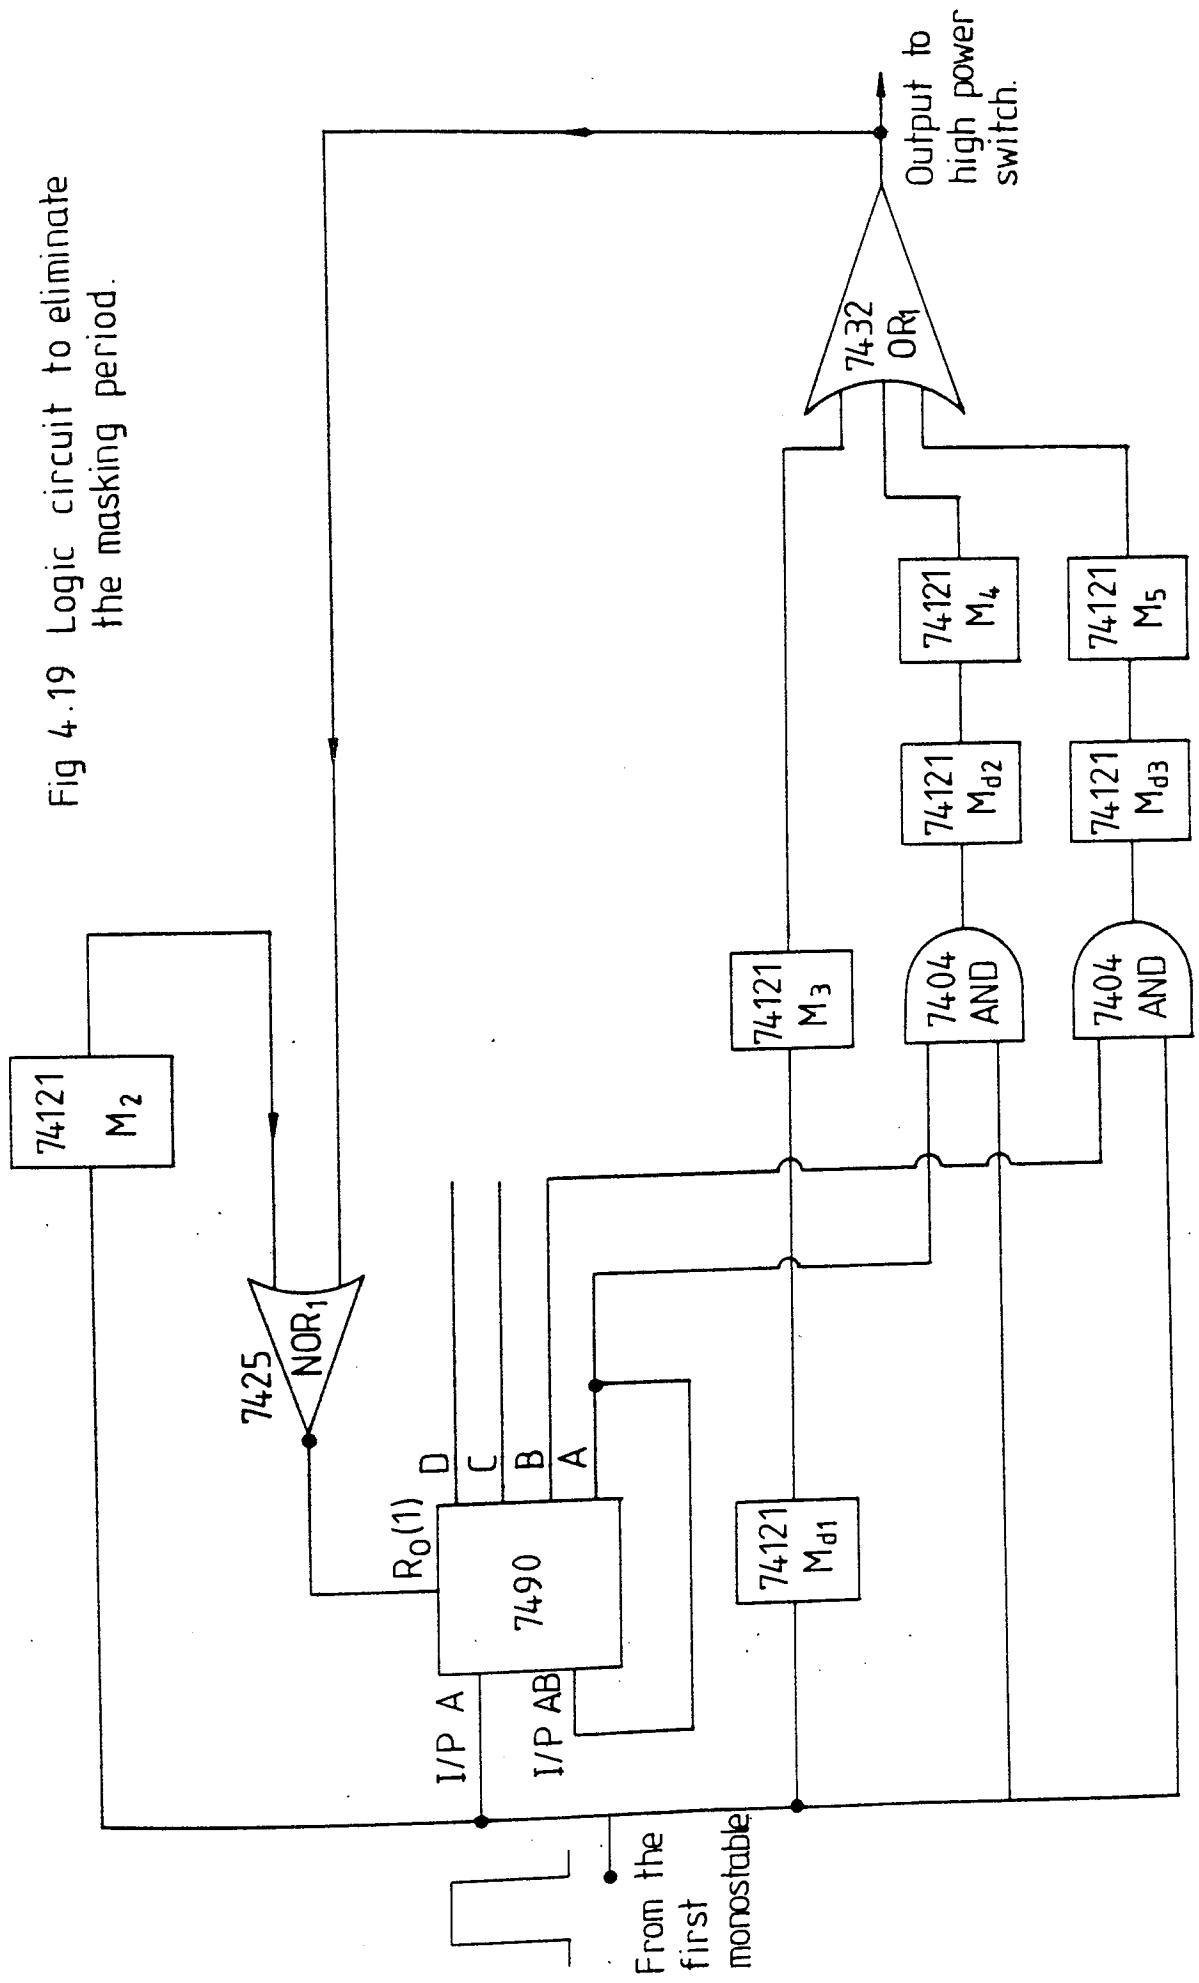 Fig 4.19 Logic circuit to eliminate
the masking period.
74121
M2
7425
NOR1
R0(1)
I/P A
I/P AB
7490
D
C
B
A
From the
first
monostable
74121
Md1
74121
M3
7404
AND
7404
AND
74121
Md2
74121
M4
74121
Md3
74121
M5
7432
OR1
Output to
high power
switch.